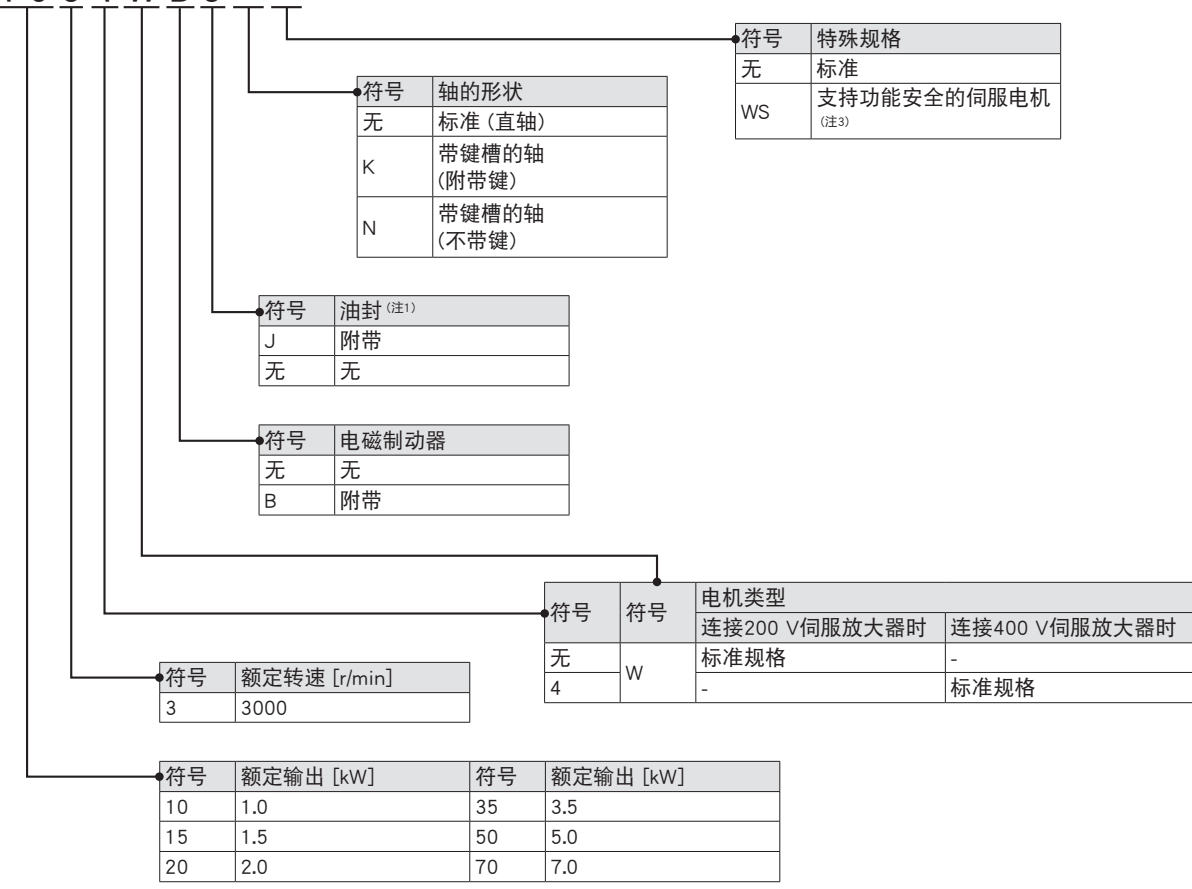 符号 特殊规格
无 标准
WS 支持功能安全的伺服电机
(注3)
符号 轴的形状
无 标准 (直轴)
K 带键槽的轴
(附带键)
N 带键槽的轴
(不带键)
符号 油封 (注1)
J 附带
无 无
符号 电磁制动器
无 无
B 附带
符号 符号 电机类型
连接200 V伺服放大器时 连接400 V伺服放大器时
无 W 标准规格 -
4 - 标准规格
符号 额定转速 [r/min]
3 3000
符号 额定输出 [kW] 符号 额定输出 [kW]
10 1.0 35 3.5
15 1.5 50 5.0
20 2.0 70 7.0